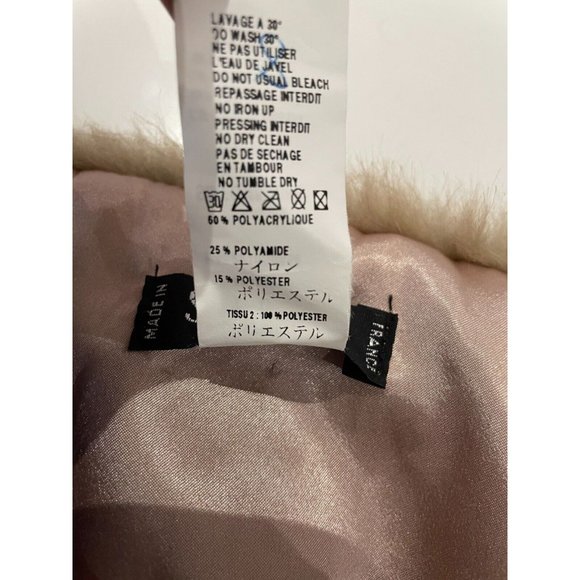 LAVAGE A 30°
DO WASH 30°
NE PAS UTILISER
L'EAU DE JAVEL
DO NOT USUAL BLEACH
REPASSAGE INTERDIT
NO IRON UP
PRESSING INTERDIT
NO DRY CLEAN
PAS DE SECHAGE
EN TAMBOUR
NO TUMBLE DRY
30
60 % POLYACRYLIQUE
25 % POLYAMIDE
ナイロン
15 % POLYESTER
ポリエステル
TISSU 2 : 100 % POLYESTER
ポリエステル
MADE IN
FRANCE